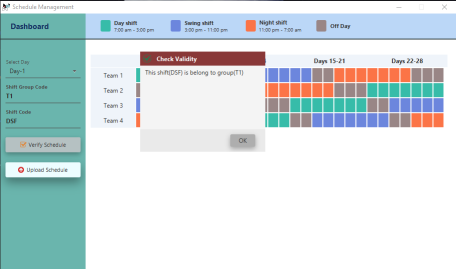 Schedule Management
Dashboard
Day shift
7:00 am - 3:00 pm
Swing shift
3:00 pm - 11:00 pm
Night shift
11:00 pm - 7:00 am
Off Day
Select Day
Day-1
Shift Group Code
T1
Shift Code
DSF
Verify Schedule
Upload Schedule
Days 15-21
Days 22-28
Team 1
Team 2
Team 3
Team 4
Check Validity
This shift(DSF) is belong to group(T1)
OK